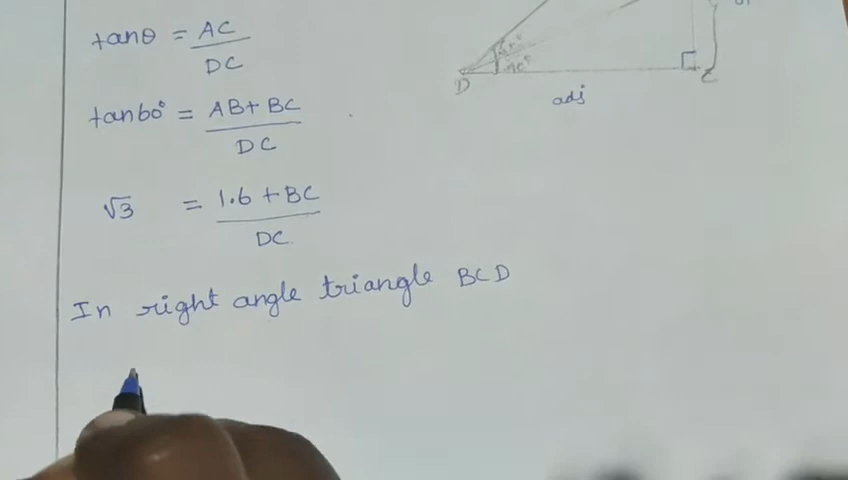 tanθ = AC
DC
tan60° = AB + BC
DC
√3 = 1.6 + BC
DC
In right angle triangle BCD
D
adj
C